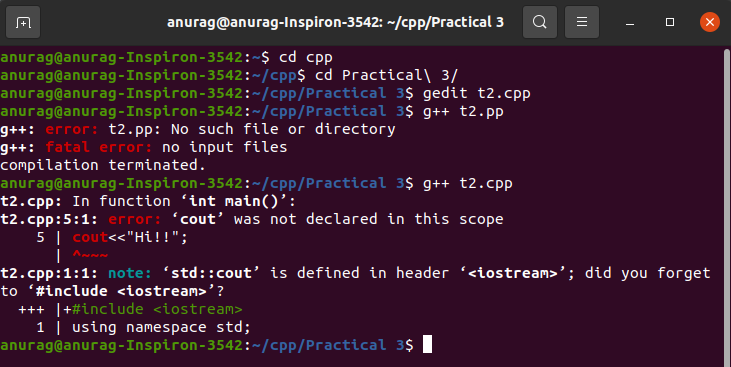 anurag@anurag-Inspiron-3542: ~/cpp/Practical 3
anurag@anurag-Inspiron-3542:~$ cd cpp
anurag@anurag-Inspiron-3542:~/cpp$ cd Practical\ 3/
anurag@anurag-Inspiron-3542:~/cpp/Practical 3$ gedit t2.cpp
anurag@anurag-Inspiron-3542:~/cpp/Practical 3$ g++ t2.pp
g++: error: t2.pp: No such file or directory
g++: fatal error: no input files
compilation terminated.
anurag@anurag-Inspiron-3542:~/cpp/Practical 3$ g++ t2.cpp
t2.cpp: In function ‘int main()’:
t2.cpp:5:1: error: ‘cout’ was not declared in this scope
    5 | cout<<"Hi!!";
      | ^~~~
t2.cpp:1:1: note: ‘std::cout’ is defined in header ‘<iostream>’; did you forget
to ‘#include <iostream>’?
  +++ |+#include <iostream>
    1 | using namespace std;
anurag@anurag-Inspiron-3542:~/cpp/Practical 3$